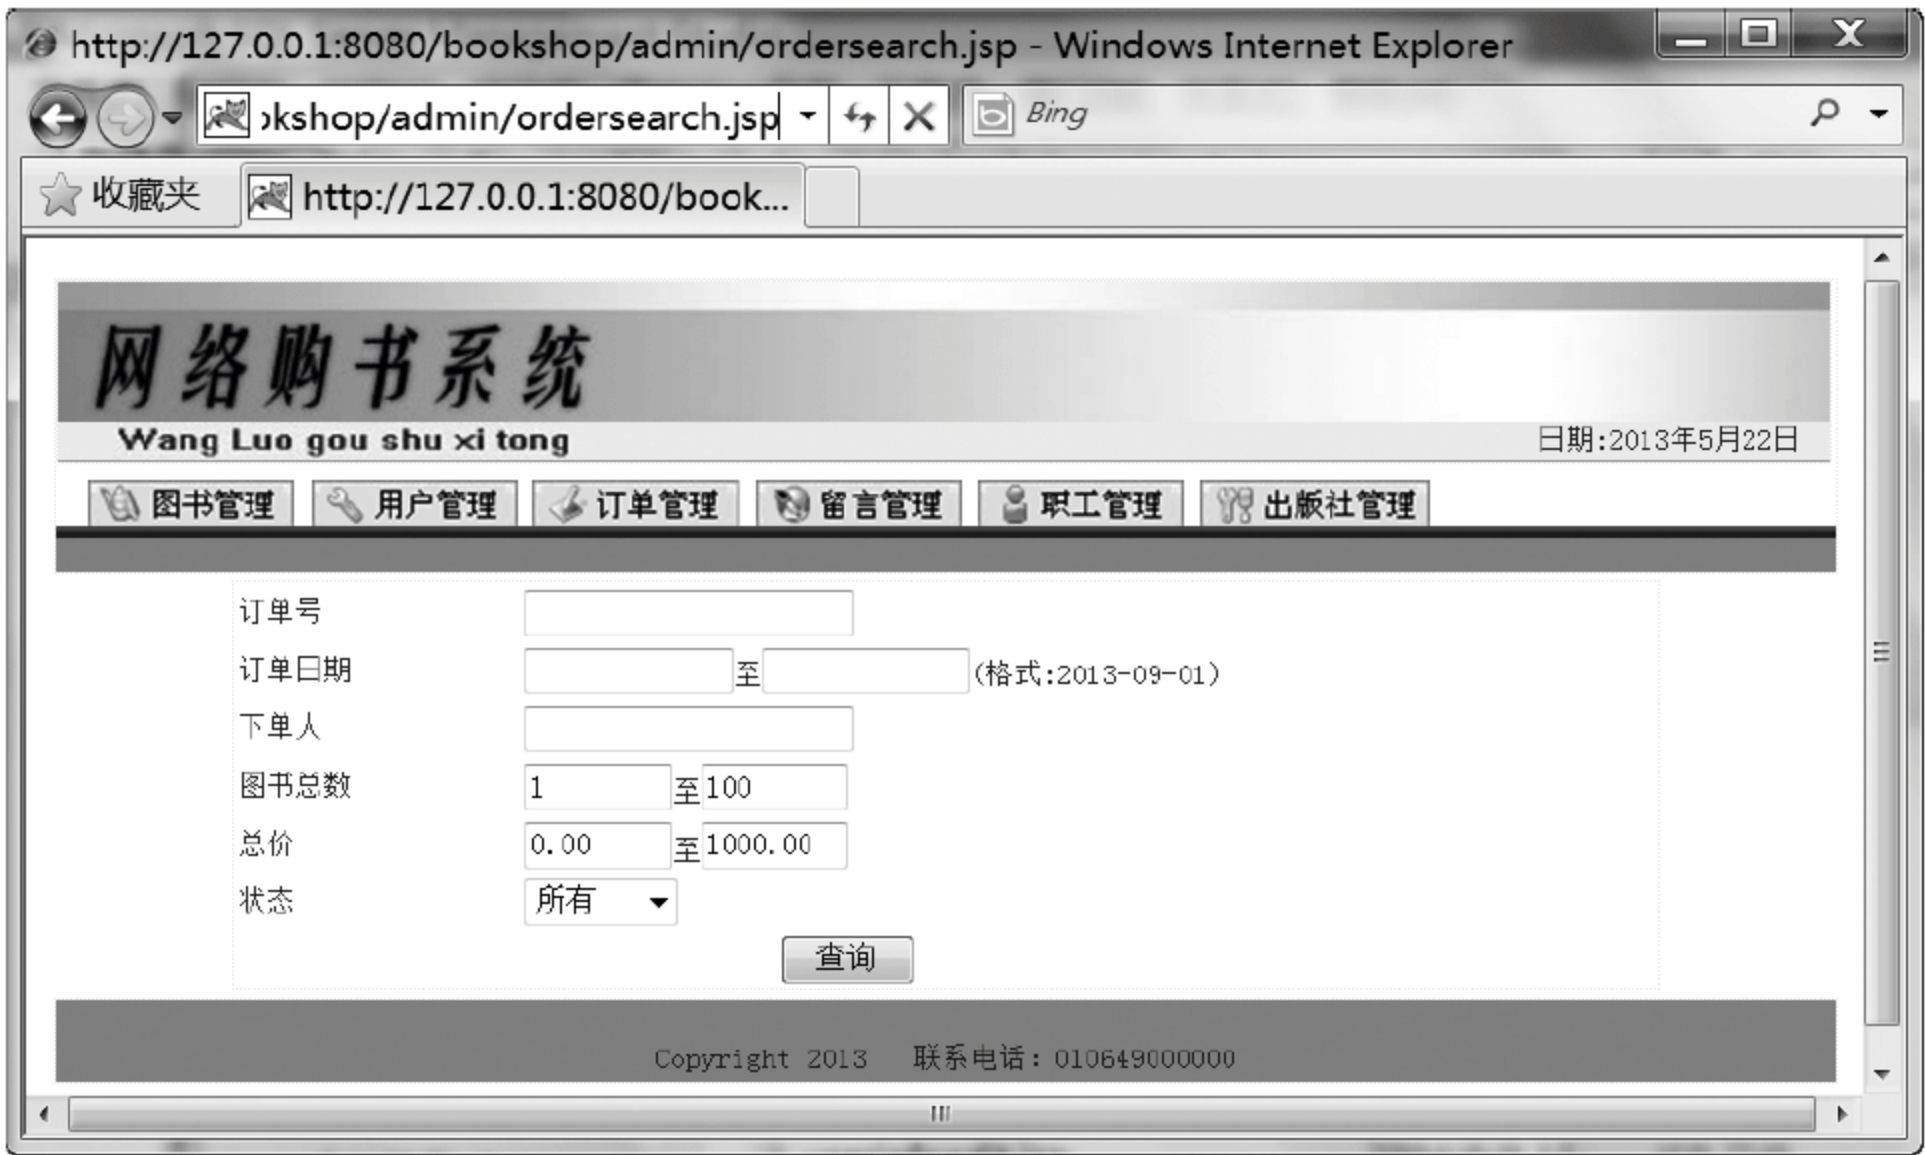 http://127.0.0.1:8080/bookshop/admin/ordersearch.jsp - Windows Internet Explorer
okshop/admin/ordersearch.jsp Bing
收藏夹 http://127.0.0.1:8080/book...
网络购书系统
Wang Luo gou shu xi tong 日期:2013年5月22日
图书管理 用户管理 订单管理 留言管理 职工管理 出版社管理
订单号
订单日期 至 (格式:2013-09-01)
下单人
图书总数 1 至 100
总价 0.00 至 1000.00
状态 所有
查询
Copyright 2013 联系电话：010649000000